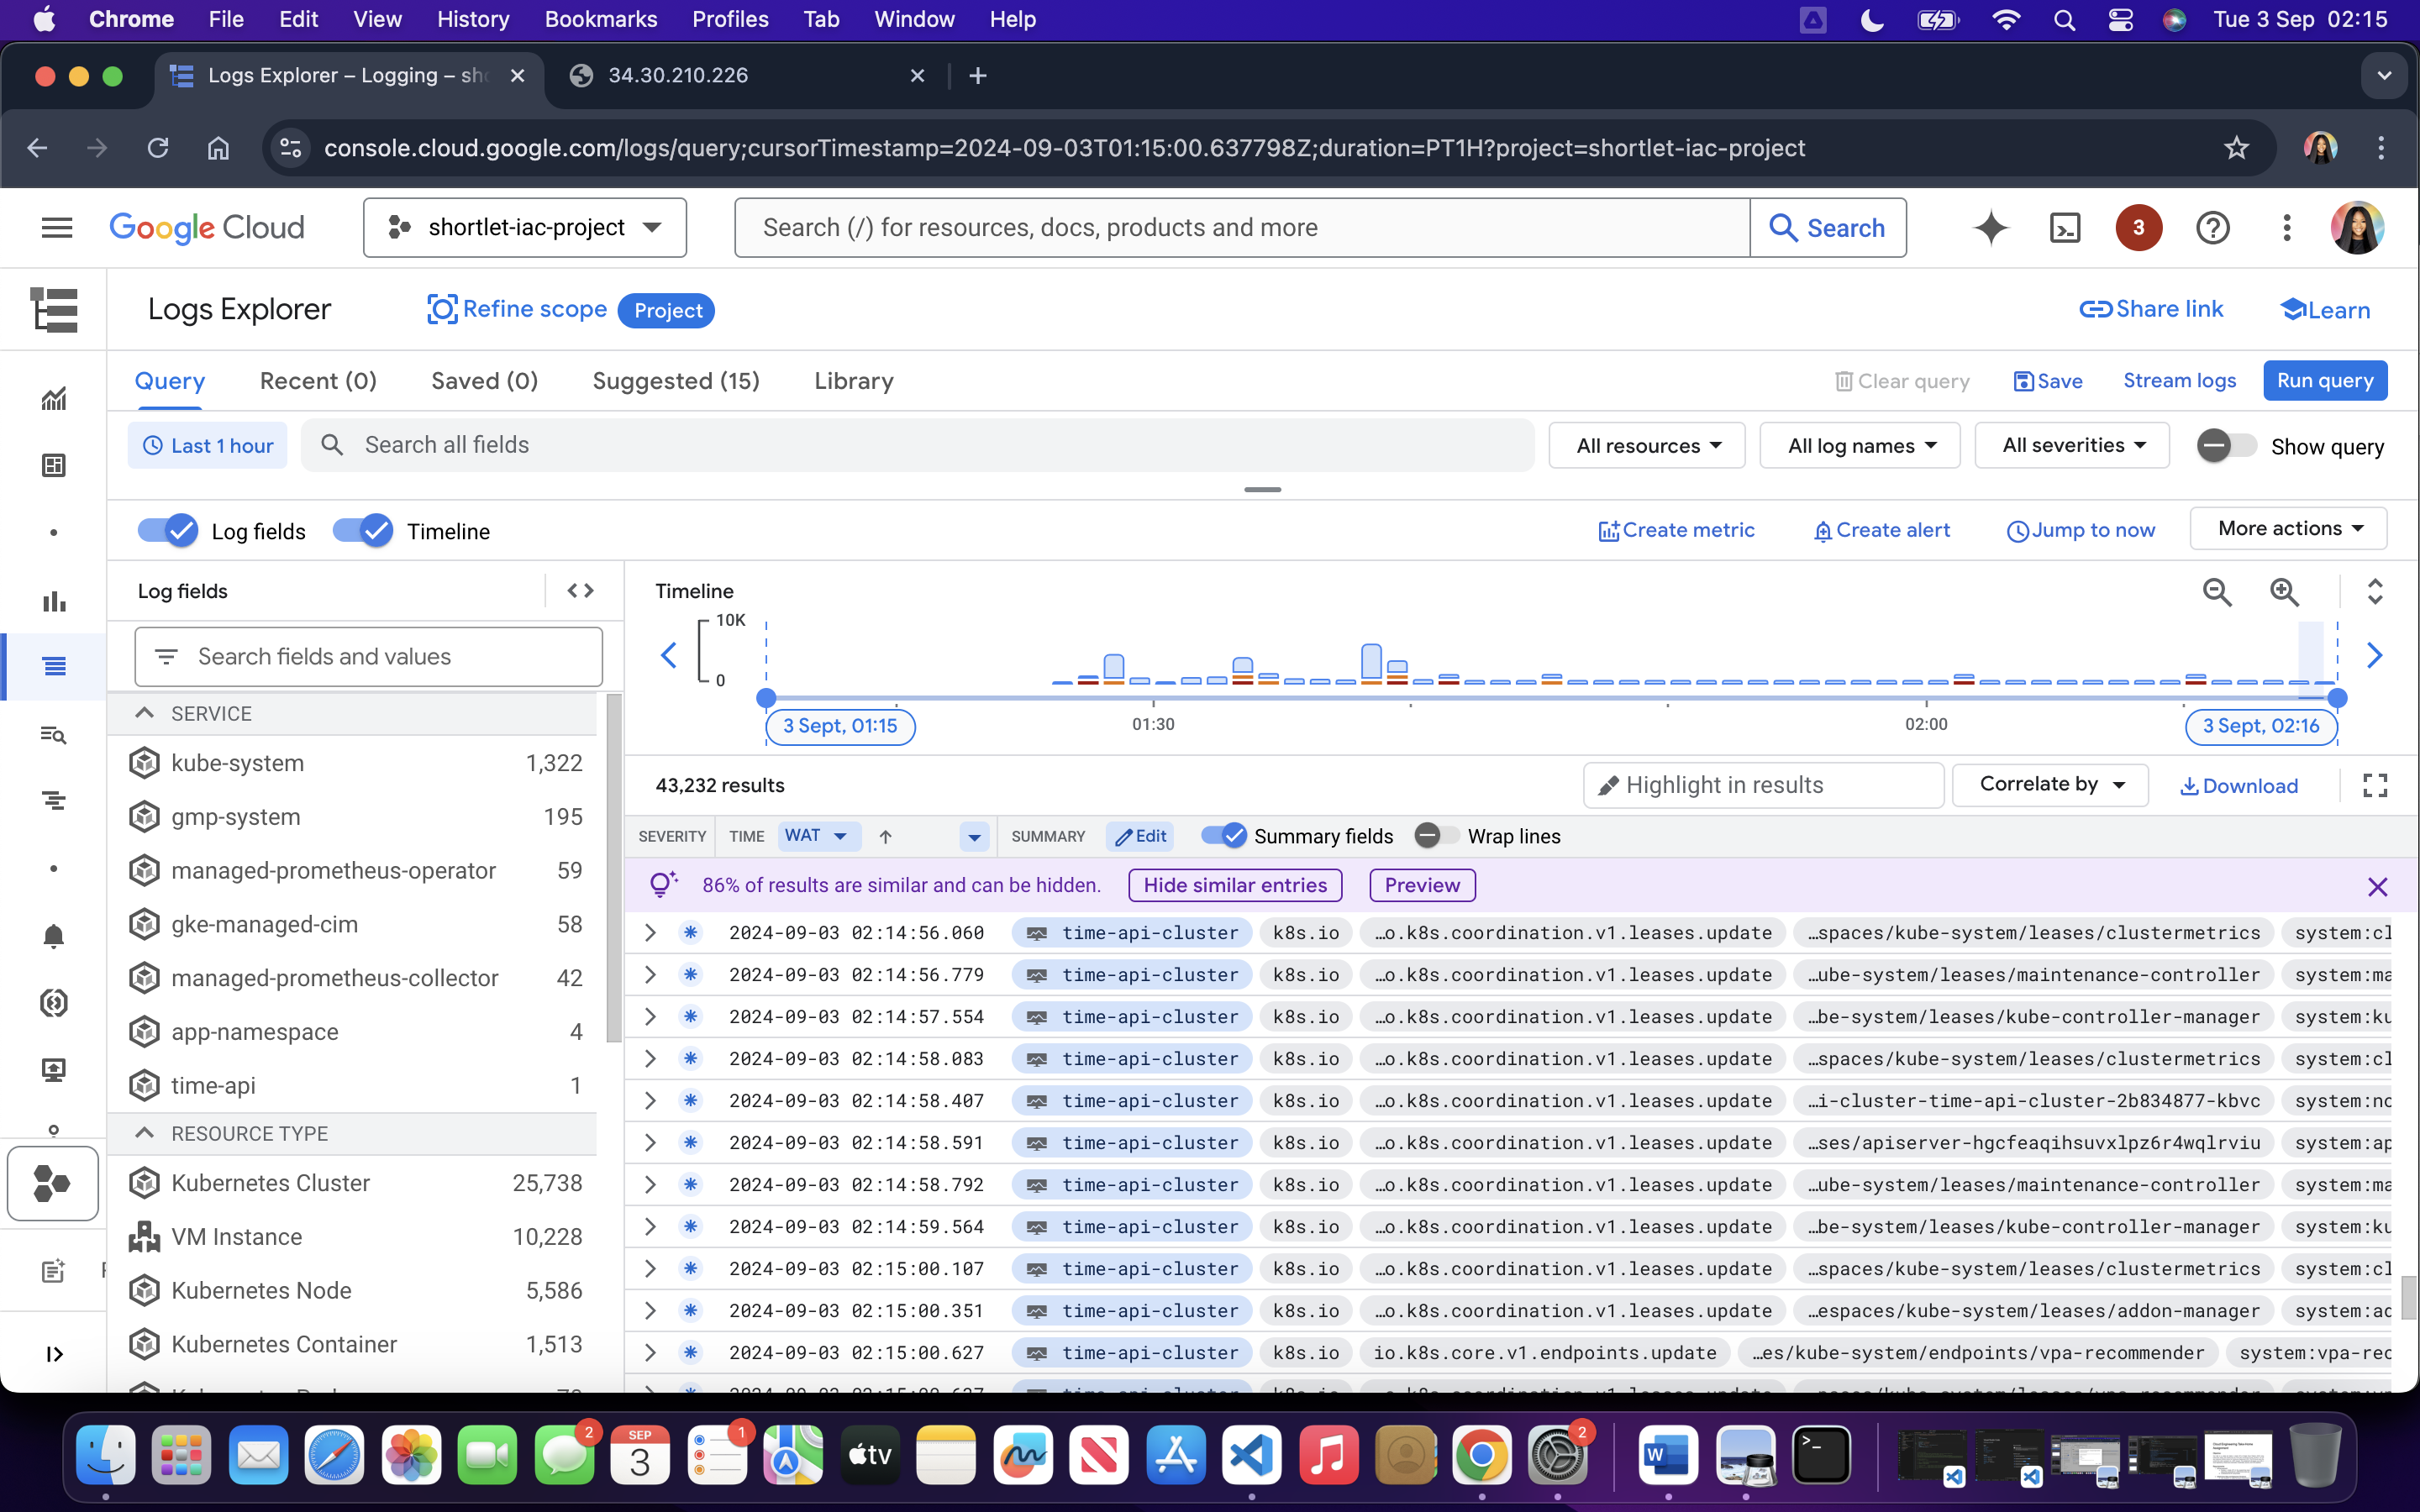 Chrome File Edit View History Bookmarks Profiles Tab Window Help Tue 3 Sep 02:15
Logs Explorer – Logging – sh 34.30.210.226
console.cloud.google.com/logs/query;cursorTimestamp=2024-09-03T01:15:00.637798Z;duration=PT1H?project=shortlet-iac-project
Google Cloud shortlet-iac-project Search (/) for resources, docs, products and more Search 3
Logs Explorer Refine scope Project Share link Learn
Query Recent (0) Saved (0) Suggested (15) Library Clear query Save Stream logs Run query
Last 1 hour Search all fields All resources All log names All severities Show query
Log fields Timeline Create metric Create alert Jump to now More actions
Log fields
Search fields and values
SERVICE
kube-system 1,322
gmp-system 195
managed-prometheus-operator 59
gke-managed-cim 58
managed-prometheus-collector 42
app-namespace 4
time-api 1
RESOURCE TYPE
Kubernetes Cluster 25,738
VM Instance 10,228
Kubernetes Node 5,586
Kubernetes Container 1,513
Timeline
10K
0
3 Sept, 01:15 01:30 02:00 3 Sept, 02:16
43,232 results Highlight in results Correlate by Download
SEVERITY TIME WAT SUMMARY Edit Summary fields Wrap lines
86% of results are similar and can be hidden. Hide similar entries Preview
2024-09-03 02:14:56.060 time-api-cluster k8s.io …o.k8s.coordination.v1.leases.update …spaces/kube-system/leases/clustermetrics system:cl
2024-09-03 02:14:56.779 time-api-cluster k8s.io …o.k8s.coordination.v1.leases.update …ube-system/leases/maintenance-controller system:ma
2024-09-03 02:14:57.554 time-api-cluster k8s.io …o.k8s.coordination.v1.leases.update …be-system/leases/kube-controller-manager system:ku
2024-09-03 02:14:58.083 time-api-cluster k8s.io …o.k8s.coordination.v1.leases.update …spaces/kube-system/leases/clustermetrics system:cl
2024-09-03 02:14:58.407 time-api-cluster k8s.io …o.k8s.coordination.v1.leases.update …i-cluster-time-api-cluster-2b834877-kbvc system:no
2024-09-03 02:14:58.591 time-api-cluster k8s.io …o.k8s.coordination.v1.leases.update …ses/apiserver-hgcfeaqihsuvxlpz6r4wqlrviu system:ap
2024-09-03 02:14:58.792 time-api-cluster k8s.io …o.k8s.coordination.v1.leases.update …ube-system/leases/maintenance-controller system:ma
2024-09-03 02:14:59.564 time-api-cluster k8s.io …o.k8s.coordination.v1.leases.update …be-system/leases/kube-controller-manager system:ku
2024-09-03 02:15:00.107 time-api-cluster k8s.io …o.k8s.coordination.v1.leases.update …spaces/kube-system/leases/clustermetrics system:cl
2024-09-03 02:15:00.351 time-api-cluster k8s.io …o.k8s.coordination.v1.leases.update …espaces/kube-system/leases/addon-manager system:ad
2024-09-03 02:15:00.627 time-api-cluster k8s.io io.k8s.core.v1.endpoints.update …es/kube-system/endpoints/vpa-recommender system:vpa-rec
2 SEP 3 1 tv 2 W